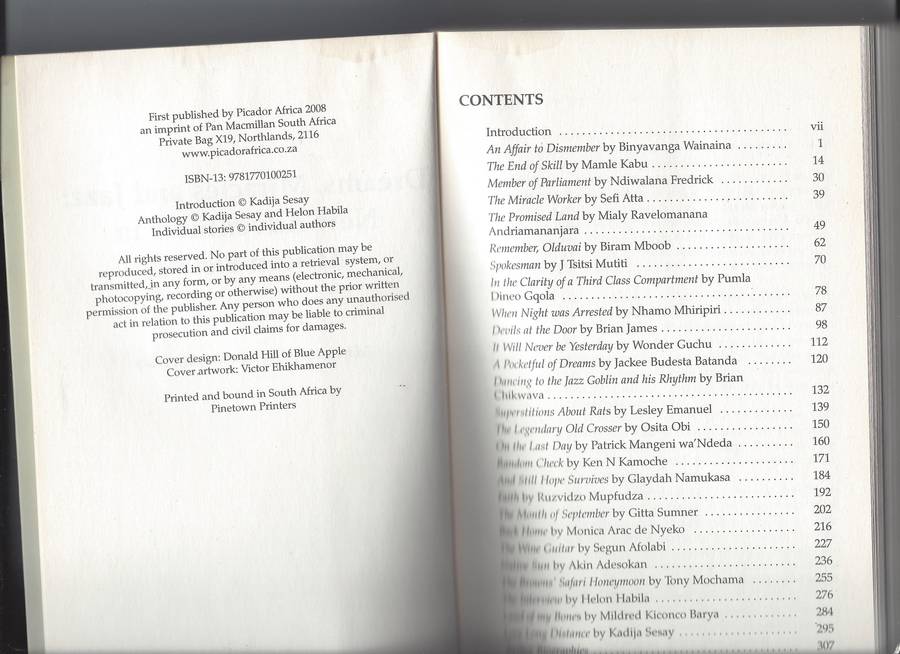 First published by Picador Africa 2008
an imprint of Pan Macmillan South Africa
Private Bag X19, Northlands, 2116
www.picadorafrica.co.za
ISBN-13: 9781770100251
Introduction © Kadija Sesay
Anthology © Kadija Sesay and Helon Habila
Individual stories © individual authors
All rights reserved. No part of this publication may be
reproduced, stored in or introduced into a retrieval system, or
transmitted, in any form, or by any means (electronic, mechanical,
photocopying, recording or otherwise) without the prior written
permission of the publisher. Any person who does any unauthorised
act in relation to this publication may be liable to criminal
prosecution and civil claims for damages.
Cover design: Donald Hill of Blue Apple
Cover artwork: Victor Ehikhamenor
Printed and bound in South Africa by
Pinetown Printers
CONTENTS
Introduction ..... vii
An Affair to Dismember by Binyavanga Wainaina ..... 1
The End of Skill by Mamle Kabu ..... 14
Member of Parliament by Ndiwalana Fredrick ..... 30
The Miracle Worker by Sefi Atta ..... 39
The Promised Land by Mialy Ravelomanana
Andriamananjara ..... 49
Remember, Olduvai by Biram Mboob ..... 62
Spokesman by J Tsitsi Mutiti ..... 70
In the Clarity of a Third Class Compartment by Pumla
Dineo Gqola ..... 78
When Night was Arrested by Nhamo Mhiripiri ..... 87
Devils at the Door by Brian James ..... 98
It Will Never be Yesterday by Wonder Guchu ..... 112
A Pocketful of Dreams by Jackee Budesta Batanda ..... 120
Dancing to the Jazz Goblin and his Rhythm by Brian
Chikwava ..... 132
Superstitions About Rats by Lesley Emanuel ..... 139
The Legendary Old Crosser by Osita Obi ..... 150
On the Last Day by Patrick Mangeni wa'Ndeda ..... 160
Random Check by Ken N Kamoche ..... 171
And Still Hope Survives by Glaydah Namukasa ..... 184
Faith by Ruzvidzo Mupfudza ..... 192
The Month of September by Gitta Sumner ..... 202
Back Home by Monica Arac de Nyeko ..... 216
The Wine Guitar by Segun Afolabi ..... 227
Sun by Akin Adesokan ..... 236
The Browns' Safari Honeymoon by Tony Mochama ..... 255
The Interview by Helon Habila ..... 276
of my Bones by Mildred Kiconco Barya ..... 284
Long Distance by Kadija Sesay ..... 295
Biographies ..... 307